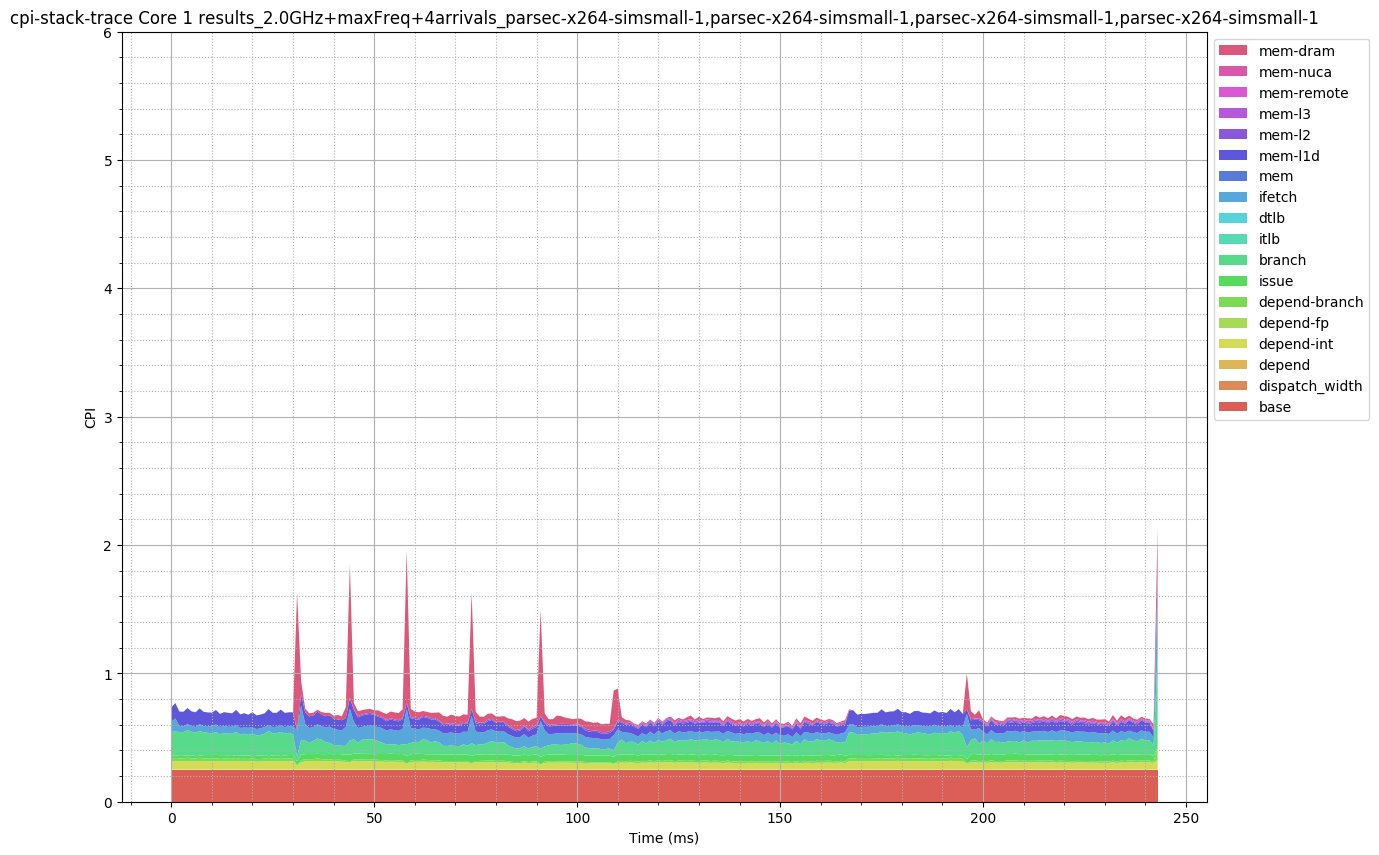 cpi-stack-trace Core 1 results_2.0GHz+maxFreq+4arrivals_parsec-x264-simsmall-1,parsec-x264-simsmall-1,parsec-x264-simsmall-1,parsec-x264-simsmall-1
6
5
4
3
2
1
0
CPI
0
50
100
150
200
250
Time (ms)
mem-dram
mem-nuca
mem-remote
mem-l3
mem-l2
mem-l1d
mem
ifetch
dtlb
itlb
branch
issue
depend-branch
depend-fp
depend-int
depend
dispatch_width
base